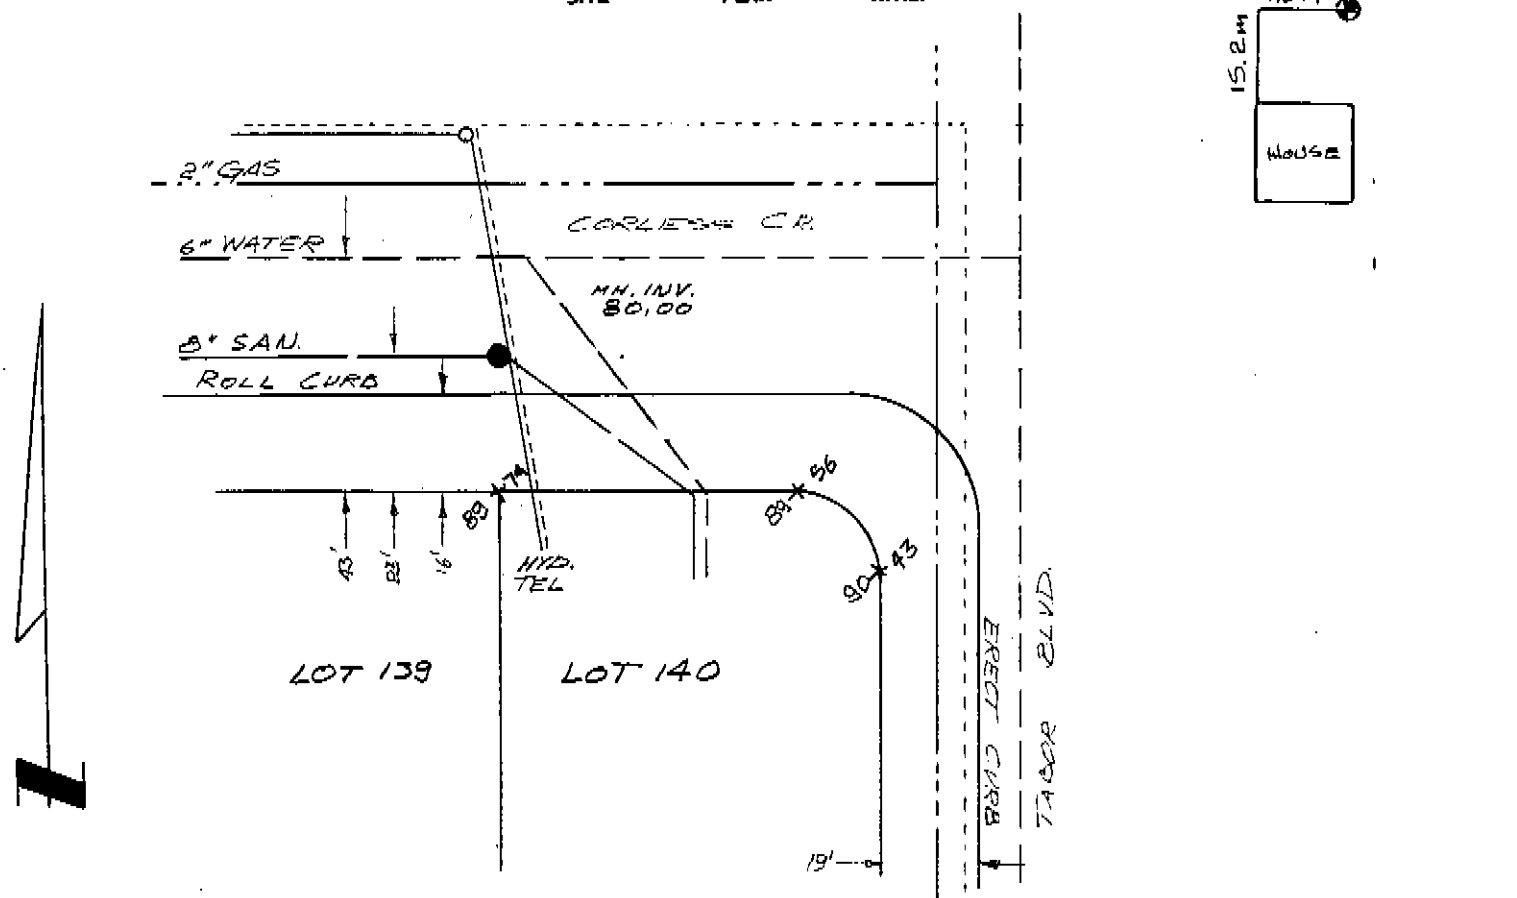 15.2m
HOUSE
2" GAS
CORLESS CR.
6" WATER
MH. INV.
80.00
8" SAN.
ROLL CURB
89 74
89 56
43'
16'
HYD.
TEL
90 43
LOT 139
LOT 140
ERECT CURB
TABOR BLVD.
19'